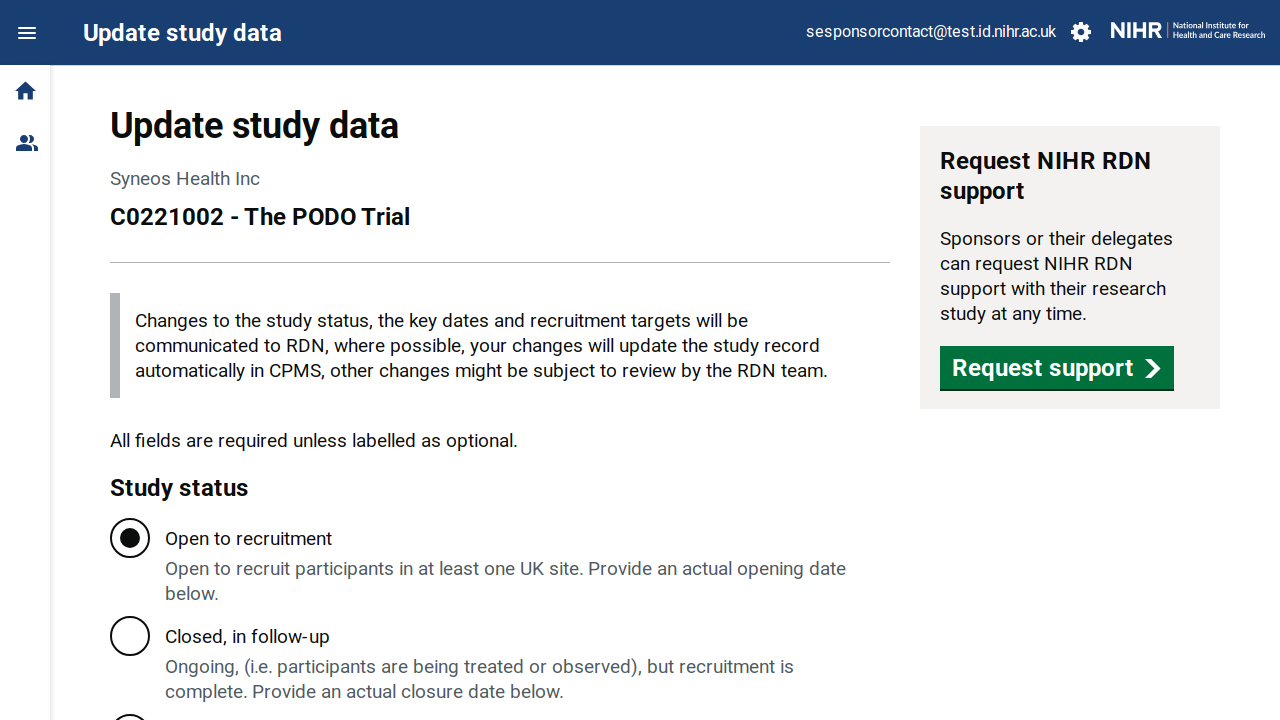 Update study data
sesponsorcontact@test.id.nihr.ac.uk
NIHR | National Institute for
Health and Care Research
Update study data
Syneos Health Inc
C0221002 - The PODO Trial
Changes to the study status, the key dates and recruitment targets will be
communicated to RDN, where possible, your changes will update the study record
automatically in CPMS, other changes might be subject to review by the RDN team.
All fields are required unless labelled as optional.
Study status
Open to recruitment
Open to recruit participants in at least one UK site. Provide an actual opening date
below.
Closed, in follow-up
Ongoing, (i.e. participants are being treated or observed), but recruitment is
complete. Provide an actual closure date below.
Request NIHR RDN
support
Sponsors or their delegates
can request NIHR RDN
support with their research
study at any time.
Request support